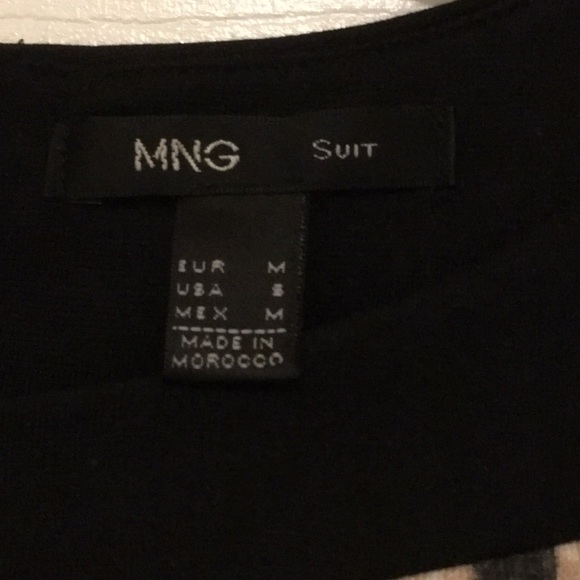 MNG SUIT
EUR M
USA S
MEX M
MADE IN
MOROCCO